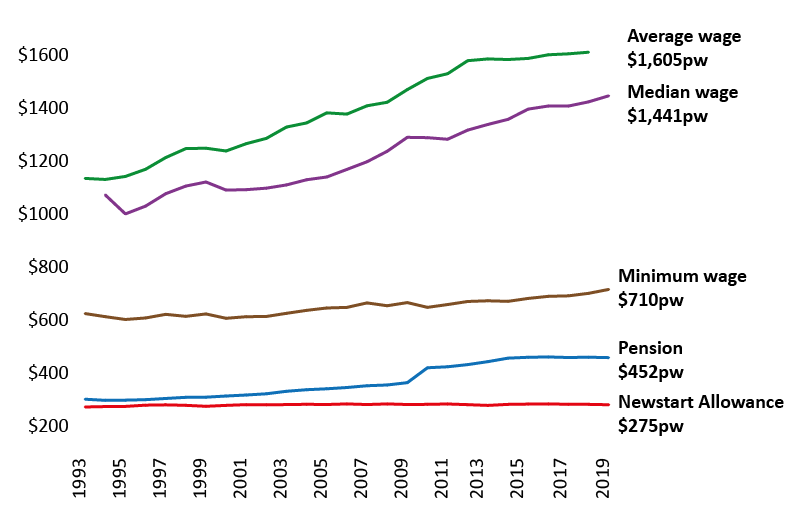 Average wage
$1,605pw
$1600
Median wage
$1,441pw
$1400
$1200
$1000
$800
Minimum wage
$710pw
$600
Pension
$452pw
$400
Newstart Allowance
$275pw
$200
1993
1995
1997
1999
2001
2003
2005
2007
2009
2011
2013
2015
2017
2019